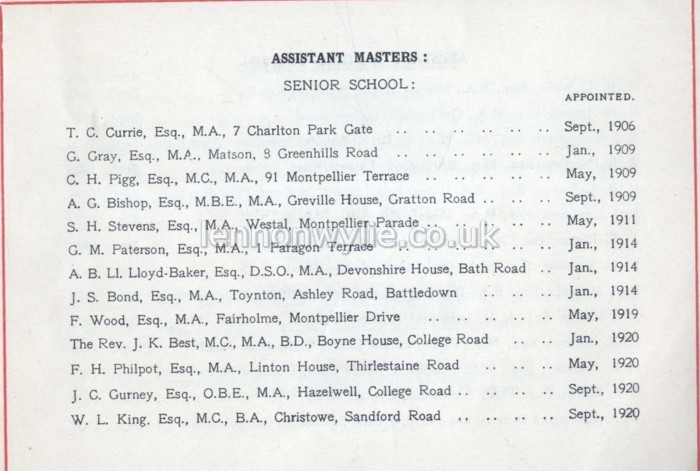 ASSISTANT MASTERS :
SENIOR SCHOOL:
APPOINTED.
T. C. Currie, Esq., M.A., 7 Charlton Park Gate .. .. .. .. .. Sept., 1906
G. Gray, Esq., M.A., Matson, 8 Greenhills Road .. .. .. .. .. Jan., 1909
C. H. Pigg, Esq., M.C., M.A., 91 Montpellier Terrace .. .. .. .. May, 1909
A. G. Bishop, Esq., M.B.E., M.A., Greville House, Gratton Road .. .. .. Sept., 1909
S. H. Stevens, Esq., M.A., Westal, Montpellier Parade .. .. .. .. May, 1911
lennonwylie.co.uk
G. M. Paterson, Esq., M.A., 1 Paragon Terrace .. .. .. .. .. Jan., 1914
A. B. Ll. Lloyd-Baker, Esq., D.S.O., M.A., Devonshire House, Bath Road .. Jan., 1914
J. S. Bond, Esq., M.A., Toynton, Ashley Road, Battledown .. .. .. Jan., 1914
F. Wood, Esq., M.A., Fairholme, Montpellier Drive .. .. .. .. May, 1919
The Rev. J. K. Best, M.C., M.A., B.D., Boyne House, College Road .. .. Jan., 1920
F. H. Philpot, Esq., M.A., Linton House, Thirlestaine Road .. .. .. May, 1920
J. C. Gurney, Esq., O.B.E., M.A., Hazelwell, College Road .. .. .. .. Sept., 1920
W. L. King, Esq., M.C., B.A., Christowe, Sandford Road .. .. .. .. Sept., 1920